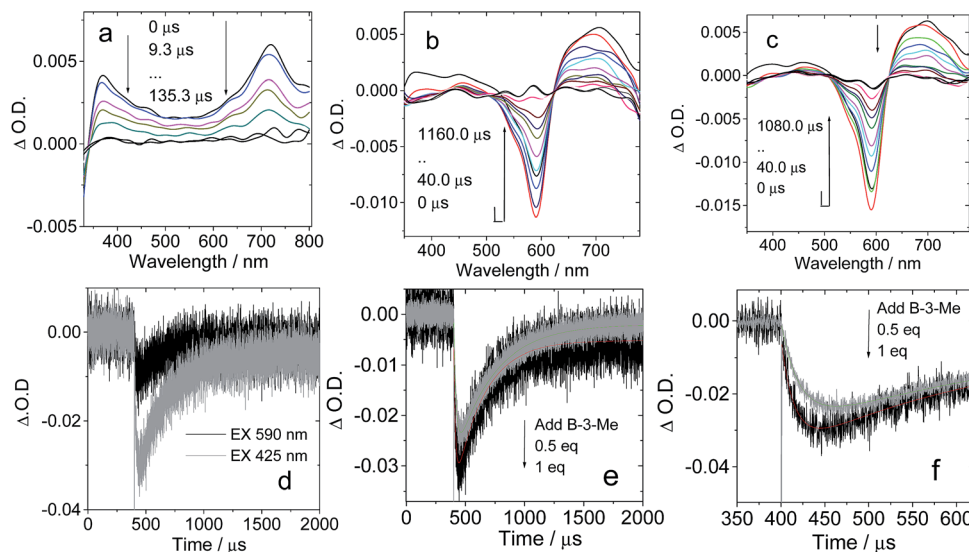 a
0 μs
9.3 μs
...
135.3 μs
0.005
0.000
-0.005
Δ O.D.
400 500 600 700 800
Wavelength / nm
b
0.005
0.000
-0.005
-0.010
Δ O.D.
1160.0 μs
..
40.0 μs
0 μs
400 500 600 700
Wavelength / nm
c
0.005
0.000
-0.005
-0.010
-0.015
Δ O.D.
1080.0 μs
..
40.0 μs
0 μs
400 500 600 700
Wavelength / nm
0.00
-0.02
-0.04
Δ.O.D
EX 590 nm
EX 425 nm
d
0 500 1000 1500 2000
Time / μs
0.00
-0.01
-0.02
-0.03
Δ O.D.
Add B-3-Me
0.5 eq
1 eq
e
0 500 1000 1500 2000
Time / μs
0.00
-0.02
-0.04
Δ O.D.
Add B-3-Me
0.5 eq
1 eq
f
350 400 450 500 550 600
Time / μs